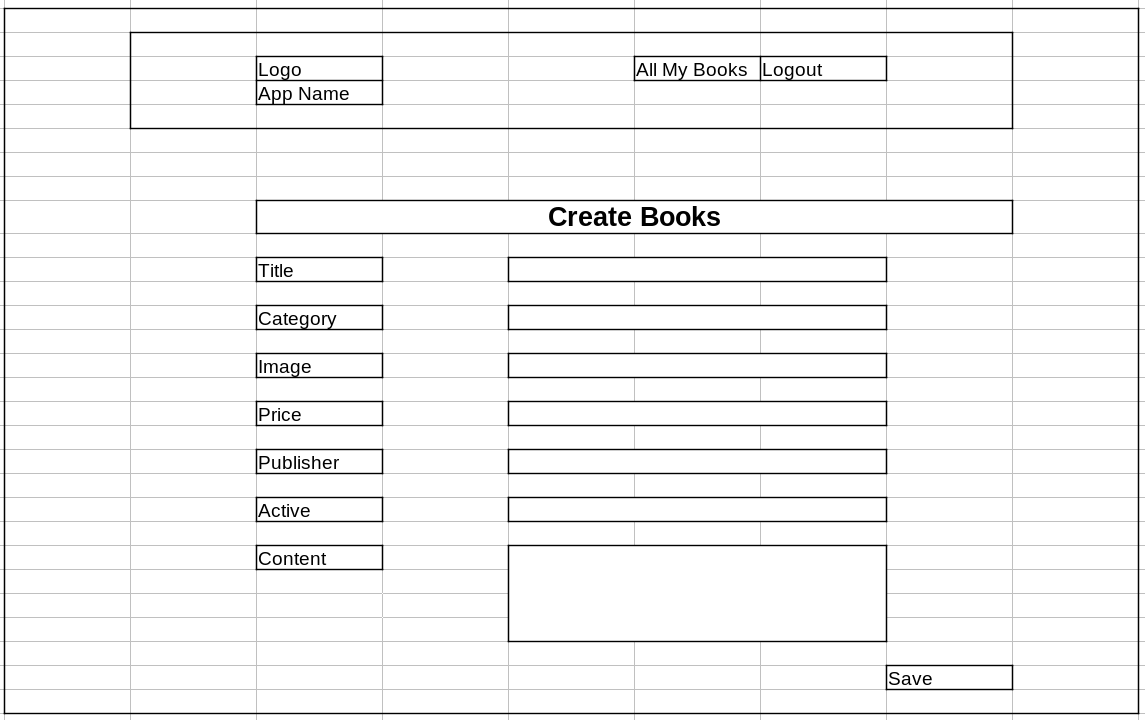 Logo
All My Books Logout
App Name
Create Books
Title
Category
Image
Price
Publisher
Active
Content
Save